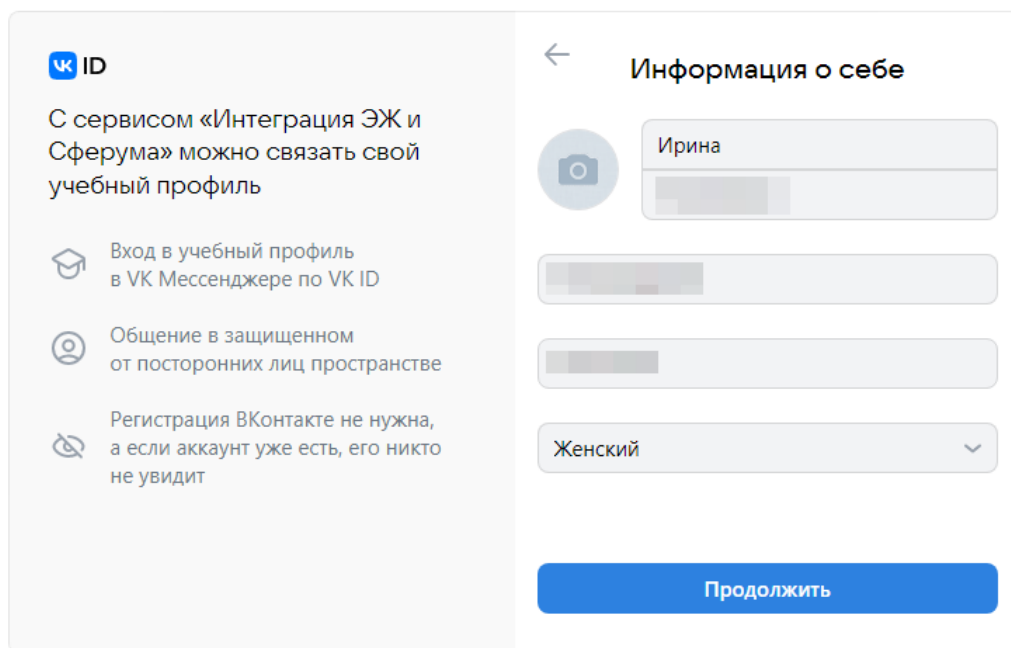 VK ID
С сервисом «Интеграция ЭЖ и
Сферума» можно связать свой
учебный профиль
Вход в учебный профиль
в VK Мессенджере по VK ID
Общение в защищенном
от посторонних лиц пространстве
Регистрация ВКонтакте не нужна,
а если аккаунт уже есть, его никто
не увидит
Информация о себе
Ирина
Женский
Продолжить